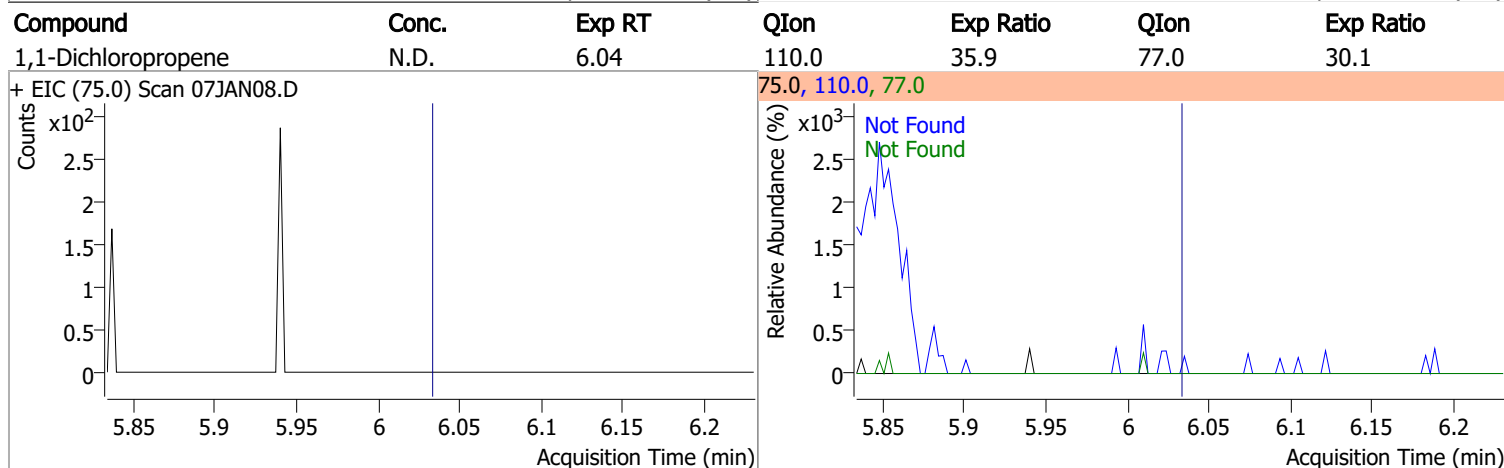 Compound Conc. Exp RT QIon Exp Ratio QIon Exp Ratio
1,1-Dichloropropene N.D. 6.04 110.0 35.9 77.0 30.1
+ EIC (75.0) Scan 07JAN08.D
Counts
x10²
2.5
2
1.5
1
0.5
0
5.85 5.9 5.95 6 6.05 6.1 6.15 6.2
Acquisition Time (min)
75.0, 110.0, 77.0
Relative Abundance (%)
x10³
Not Found
Not Found
2.5
2
1.5
1
0.5
0
5.85 5.9 5.95 6 6.05 6.1 6.15 6.2
Acquisition Time (min)